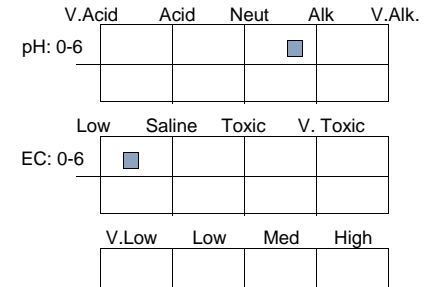 V.Acid Acid Neut Alk V.Alk.
pH: 0-6
Low Saline Toxic V. Toxic
EC: 0-6
V.Low Low Med High